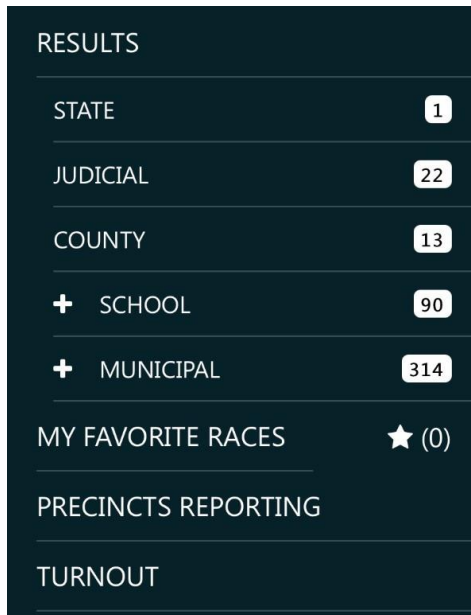 RESULTS
STATE 1
JUDICIAL 22
COUNTY 13
+ SCHOOL 90
+ MUNICIPAL 314
MY FAVORITE RACES ★ (0)
PRECINCTS REPORTING
TURNOUT